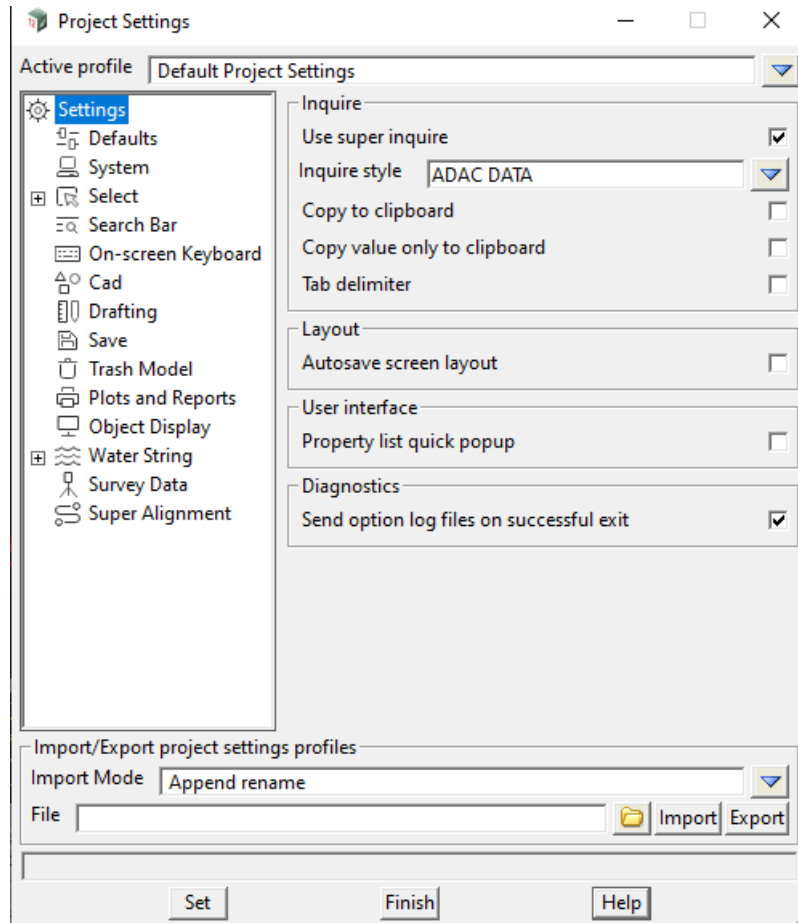 Project Settings
Active profile Default Project Settings
Settings
Defaults
System
Select
Search Bar
On-screen Keyboard
Cad
Drafting
Save
Trash Model
Plots and Reports
Object Display
Water String
Survey Data
Super Alignment
Inquire
Use super inquire
Inquire style ADAC DATA
Copy to clipboard
Copy value only to clipboard
Tab delimiter
Layout
Autosave screen layout
User interface
Property list quick popup
Diagnostics
Send option log files on successful exit
Import/Export project settings profiles
Import Mode Append rename
File Import Export
Set Finish Help